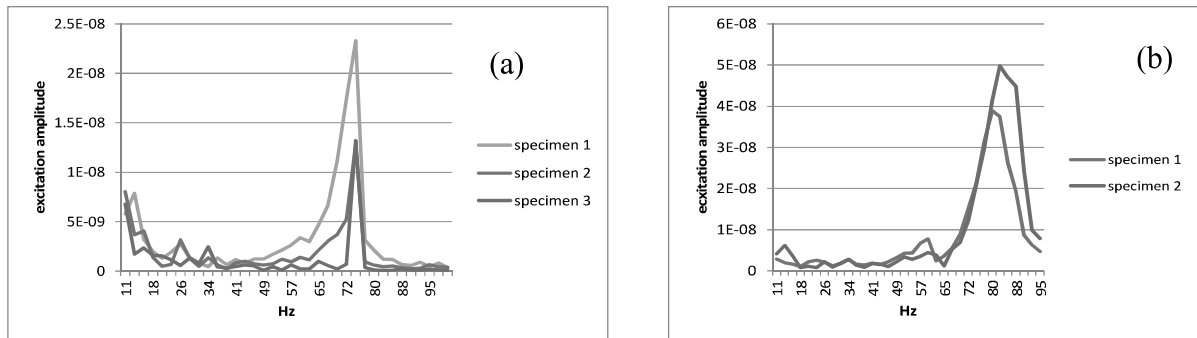 2.5E-08
2E-08
1.5E-08
1E-08
5E-09
0
excitation amplitude
11 18 26 34 41 49 57 65 72 80 88 95
Hz
(a)
specimen 1
specimen 2
specimen 3
6E-08
5E-08
4E-08
3E-08
2E-08
1E-08
0
ecxitation amplitude
11 18 26 34 41 49 57 65 72 80 88 95
Hz
(b)
specimen 1
specimen 2